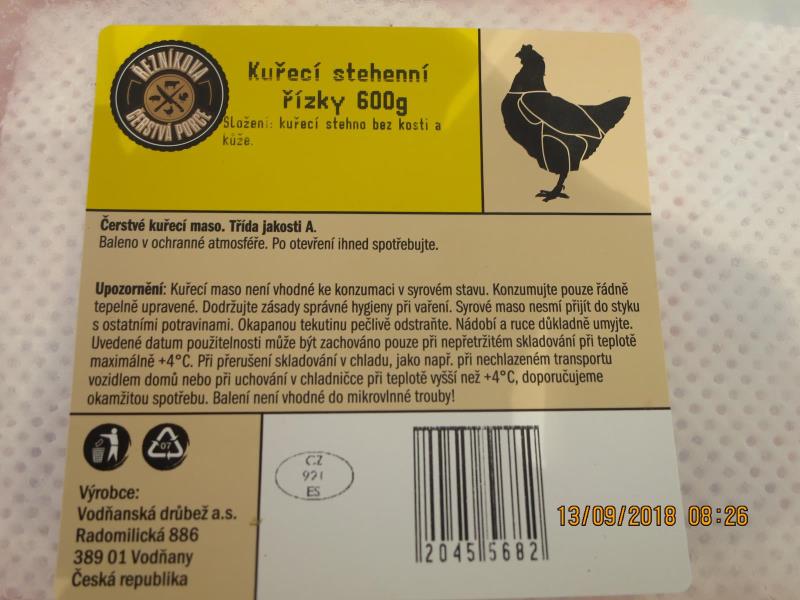 ŘEZNÍKOVA
ČERSTVÁ PORCE
Kuřecí stehenní
řízky 600g
Složení: kuřecí stehno bez kosti a
kůže.
Čerstvé kuřecí maso. Třída jakosti A.
Baleno v ochranné atmosféře. Po otevření ihned spotřebujte.
Upozornění: Kuřecí maso není vhodné ke konzumaci v syrovém stavu. Konzumujte pouze řádně
tepelně upravené. Dodržujte zásady správné hygieny při vaření. Syrové maso nesmí přijít do styku
s ostatními potravinami. Okapanou tekutinu pečlivě odstraňte. Nádobí a ruce důkladně umyjte.
Uvedené datum použitelnosti může být zachováno pouze při nepřetržitém skladování při teplotě
maximálně +4°C. Při přerušení skladování v chladu, jako např. při nechlazeném transportu
vozidlem domů nebo při uchování v chladničce při teplotě vyšší než +4°C, doporučujeme
okamžitou spotřebu. Balení není vhodné do mikrovlnné trouby!
07
Výrobce:
Vodňanská drůbež a.s.
Radomilická 886
389 01 Vodňany
Česká republika
CZ
921
ES
2045 5682
13/09/2018 08:26